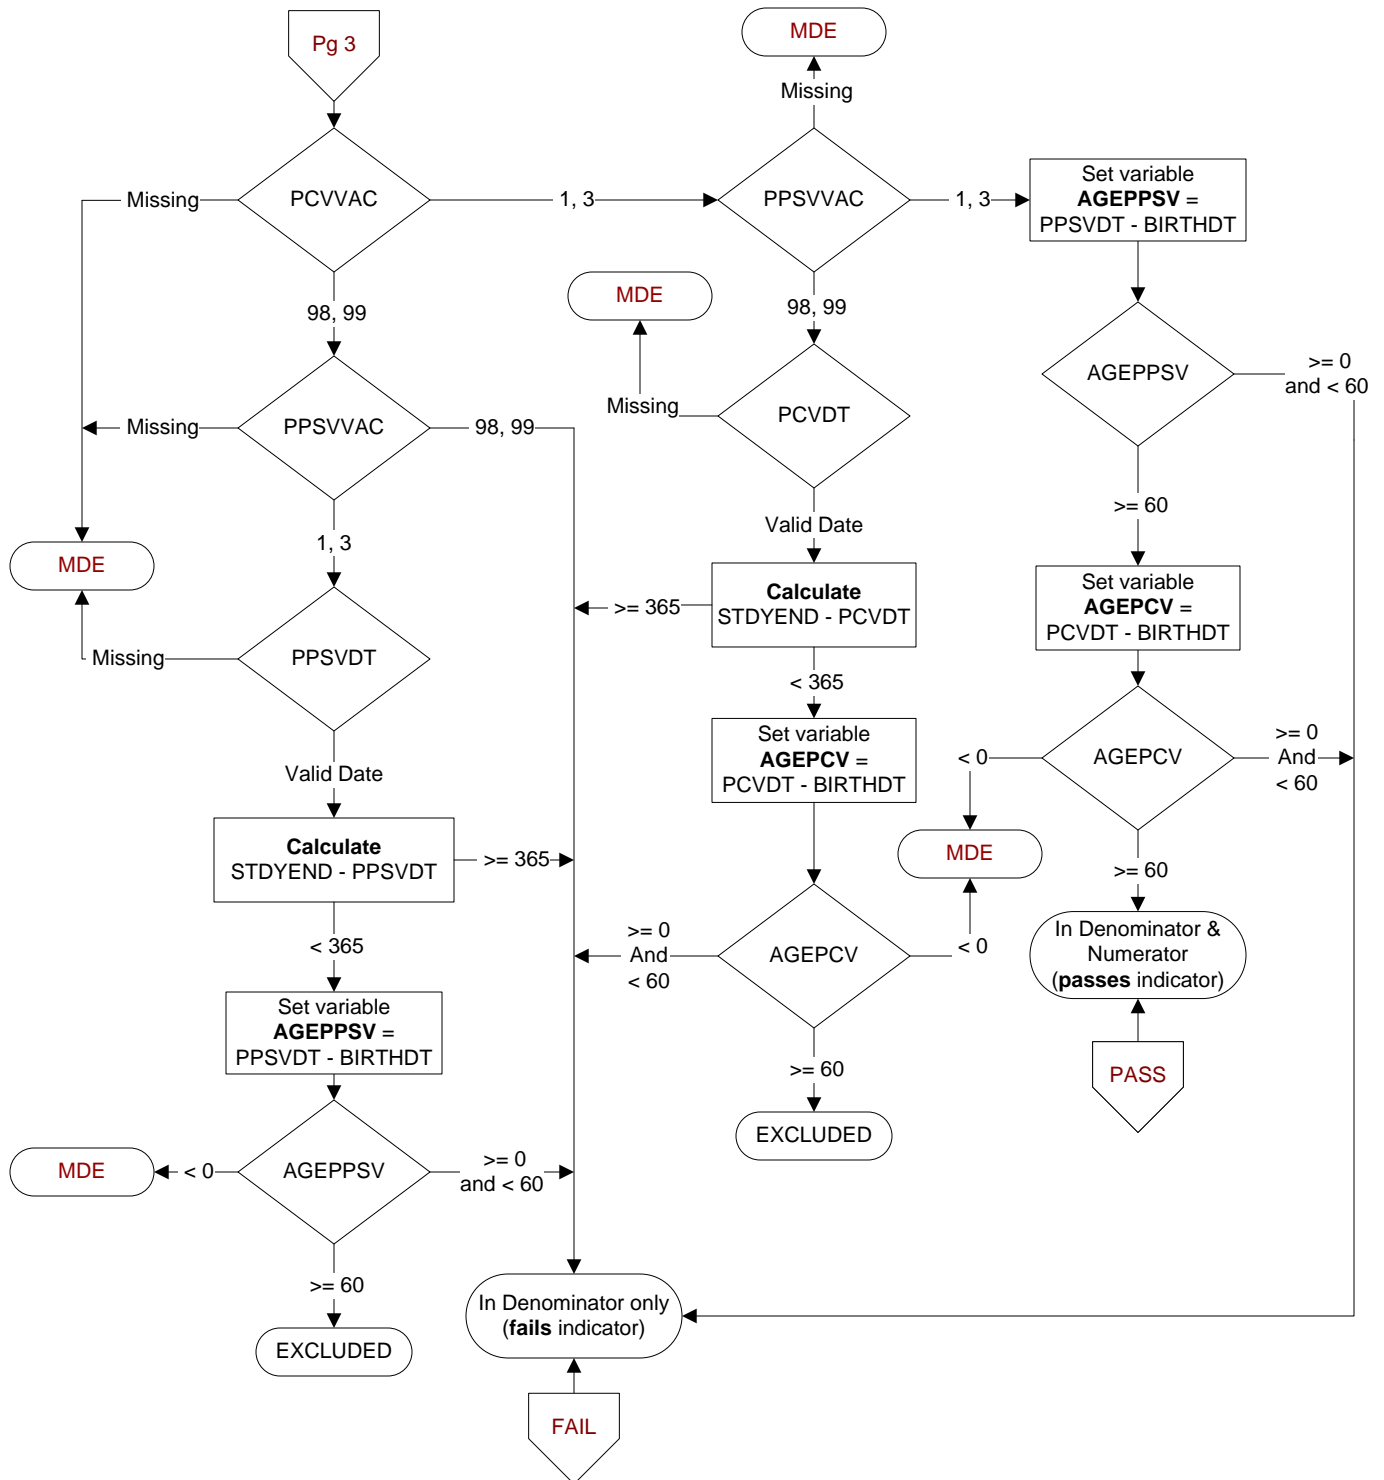 Pg 3
MDE
Missing
PCVVAC
Missing
1, 3
PPSVVAC
1, 3
Set variable
AGEPPSV =
PPSVDT - BIRTHDT
98, 99
MDE
98, 99
PPSVVAC
Missing
98, 99
Missing
PCVDT
AGEPPSV
>= 0
and < 60
>= 60
Valid Date
1, 3
MDE
Missing
PPSVDT
>= 365
Calculate
STDYEND - PCVDT
Set variable
AGEPCV =
PCVDT - BIRTHDT
< 365
Set variable
AGEPCV =
PCVDT - BIRTHDT
< 0
AGEPCV
>= 0
And
< 60
Valid Date
Calculate
STDYEND - PPSVDT
>= 365
MDE
>= 60
< 365
>= 0
And
< 60
AGEPCV
< 0
In Denominator &
Numerator
(passes indicator)
Set variable
AGEPPSV =
PPSVDT - BIRTHDT
>= 60
PASS
EXCLUDED
MDE
< 0
AGEPPSV
>= 0
and < 60
>= 60
EXCLUDED
In Denominator only
(fails indicator)
FAIL